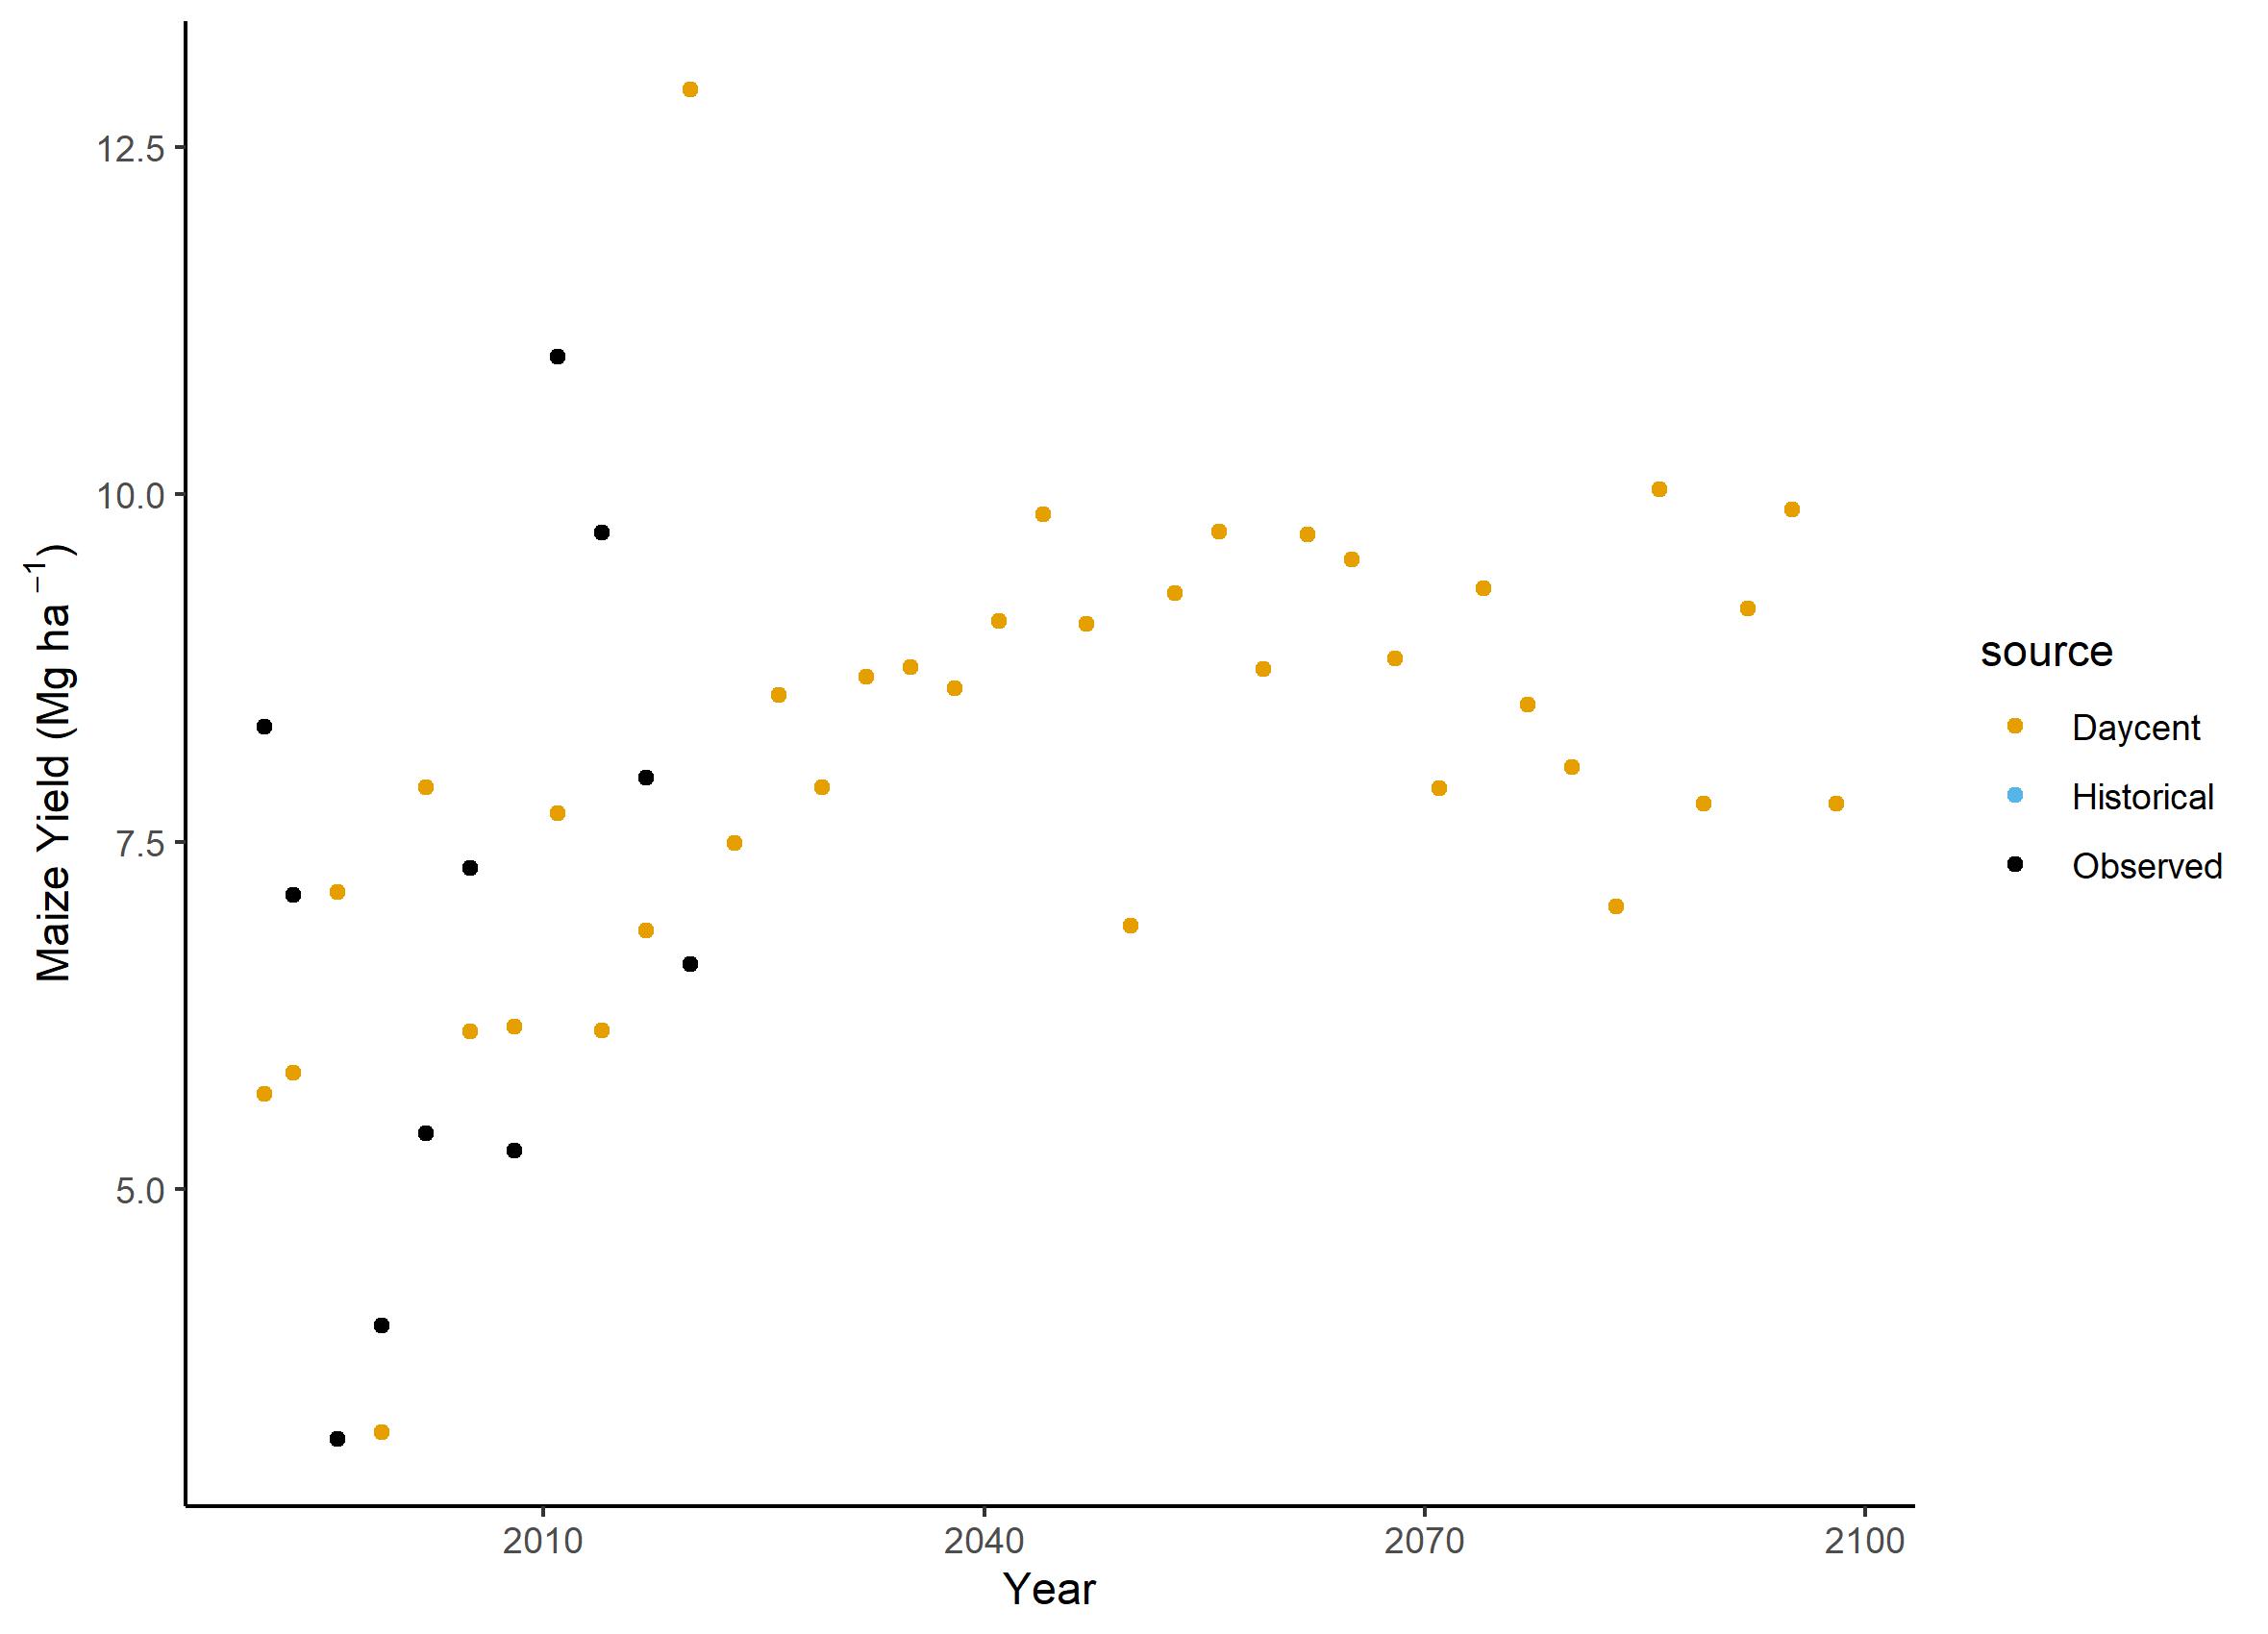 12.5
10.0
7.5
5.0
Maize Yield (Mg ha⁻¹)
2010 2040 2070 2100
Year
source
Daycent
Historical
Observed